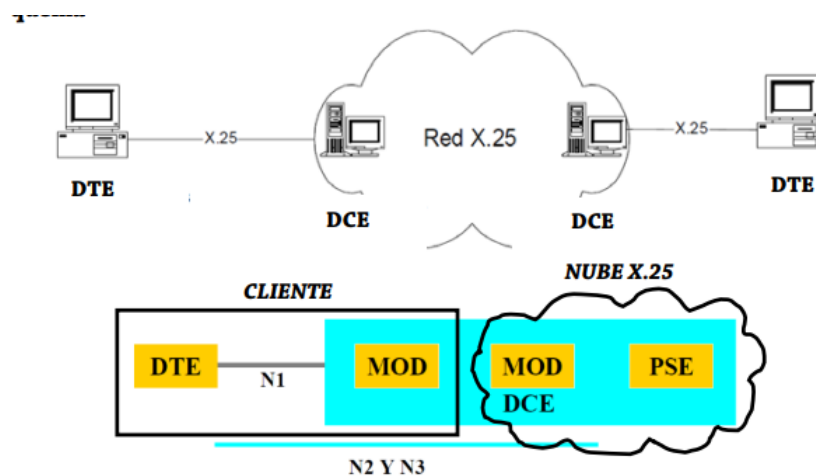 X.25
Red X.25
X.25
DTE
DCE
DCE
DTE
CLIENTE
NUBE X.25
DTE
N1
MOD
MOD
DCE
PSE
N2 Y N3